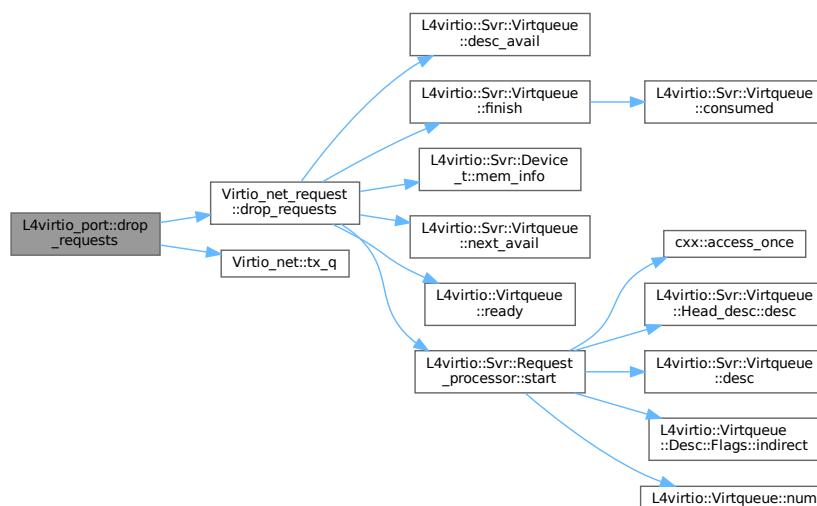 L4virtio_port::drop
_requests
Virtio_net_request
::drop_requests
Virtio_net::tx_q
L4virtio::Svr::Virtqueue
::desc_avail
L4virtio::Svr::Virtqueue
::finish
L4virtio::Svr::Device
_t::mem_info
L4virtio::Svr::Virtqueue
::next_avail
L4virtio::Virtqueue
::ready
L4virtio::Svr::Request
_processor::start
L4virtio::Svr::Virtqueue
::consumed
cxx::access_once
L4virtio::Svr::Virtqueue
::Head_desc::desc
L4virtio::Svr::Virtqueue
::desc
L4virtio::Virtqueue
::Desc::Flags::indirect
L4virtio::Virtqueue::num